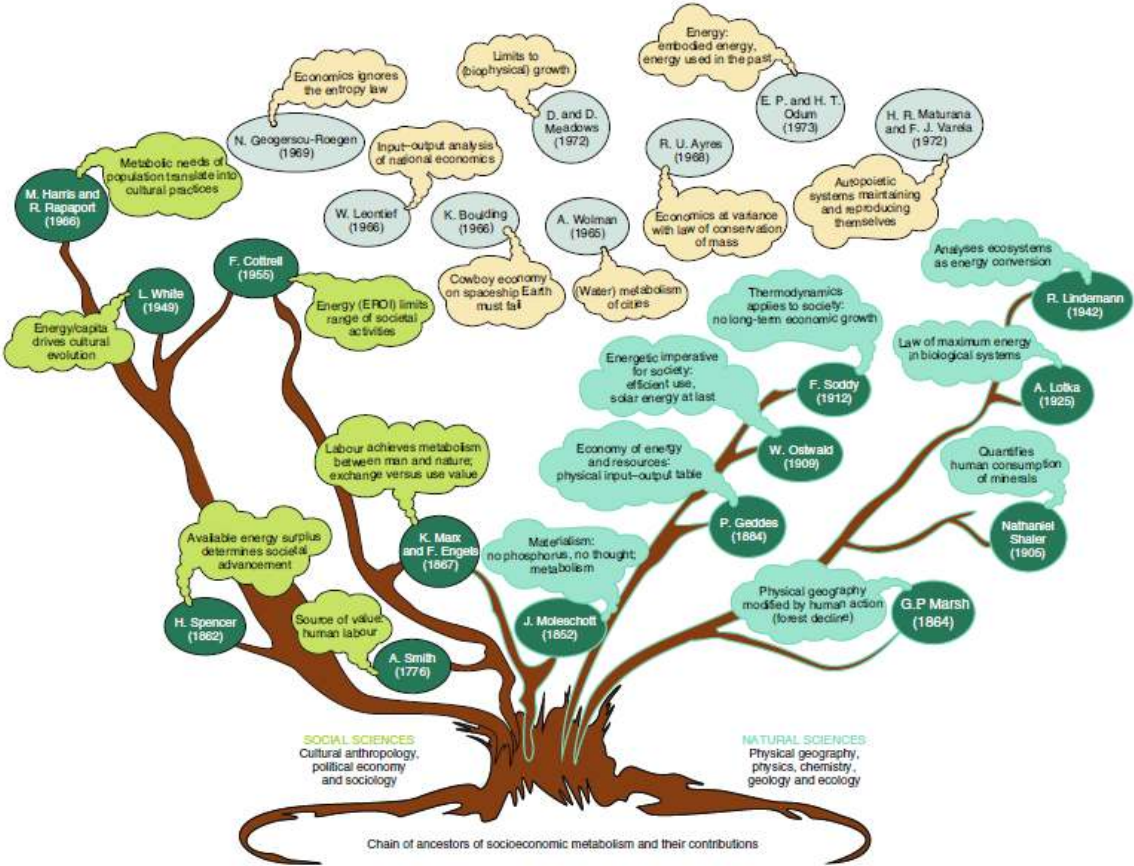 Energy:
embodied energy,
energy used in the past
E. P. and H. T.
Odum
(1973)
Limits to
(biophysical) growth
D. and D.
Meadows
(1972)
Economics ignores
the entropy law
N. Geogerscu-Roegen
(1969)
Input–output analysis
of national economics
W. Leontief
(1966)
K. Boulding
(1966)
Cowboy economy
on spaceship Earth
must fail
A. Wolman
(1965)
(Water) metabolism
of cities
R. U. Ayres
(1968)
Economics at variance
with law of conservation
of mass
H. R. Maturana
and F. J. Varela
(1972)
Autopoietic
systems maintaining
and reproducing
themselves
Metabolic needs of
population translate into
cultural practices
M. Harris and
R. Rapaport
(1966)
L. White
(1949)
Energy/capita
drives cultural
evolution
F. Cottrell
(1955)
Energy (EROI) limits
range of societal
activities
Labour achieves metabolism
between man and nature;
exchange versus use value
K. Marx
and F. Engels
(1867)
Available energy surplus
determines societal
advancement
H. Spencer
(1862)
Source of value:
human labour
A. Smith
(1776)
Materialism:
no phosphorus, no thought;
metabolism
J. Moleschott
(1852)
Thermodynamics
applies to society:
no long-term economic growth
F. Soddy
(1912)
Energetic imperative
for society:
efficient use,
solar energy at last
W. Ostwald
(1909)
Economy of energy
and resources:
physical input–output table
P. Geddes
(1884)
Analyses ecosystems
as energy conversion
R. Lindemann
(1942)
Law of maximum energy
in biological systems
A. Lotka
(1925)
Quantifies
human consumption
of minerals
Nathaniel
Shaler
(1905)
Physical geography
modified by human action
(forest decline)
G.P Marsh
(1864)
SOCIAL SCIENCES
Cultural anthropology,
political economy
and sociology
NATURAL SCIENCES
Physical geography,
physics, chemistry,
geology and ecology
Chain of ancestors of socioeconomic metabolism and their contributions